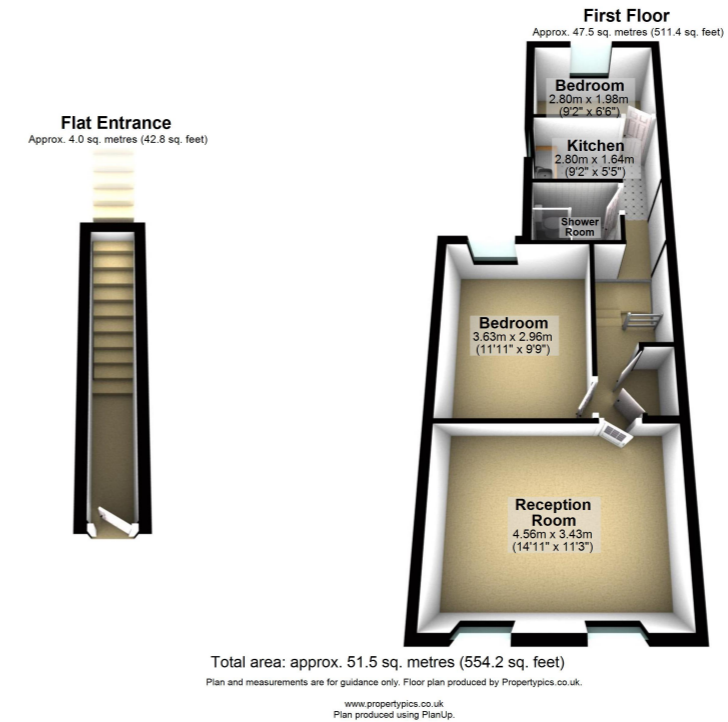 First Floor
Approx. 47.5 sq. metres (511.4 sq. feet)
Flat Entrance
Approx. 4.0 sq. metres (42.8 sq. feet)
Bedroom
2.80m x 1.98m
(9'2" x 6'6")
Kitchen
2.80m x 1.64m
(9'2" x 5'5")
Shower
Room
Bedroom
3.63m x 2.96m
(11'11" x 9'9")
Reception
Room
4.56m x 3.43m
(14'11" x 11'3")
Total area: approx. 51.5 sq. metres (554.2 sq. feet)
Plan and measurements are for guidance only. Floor plan produced by Propertypics.co.uk.
www.propertypics.co.uk
Plan produced using PlanUp.